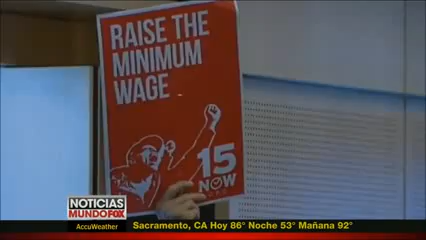 RAISE THE
MINIMUM
WAGE
15
NOW
NOTICIAS
MUNDOFOX
AccuWeather Sacramento, CA Hoy 86° Noche 53° Mañana 92°